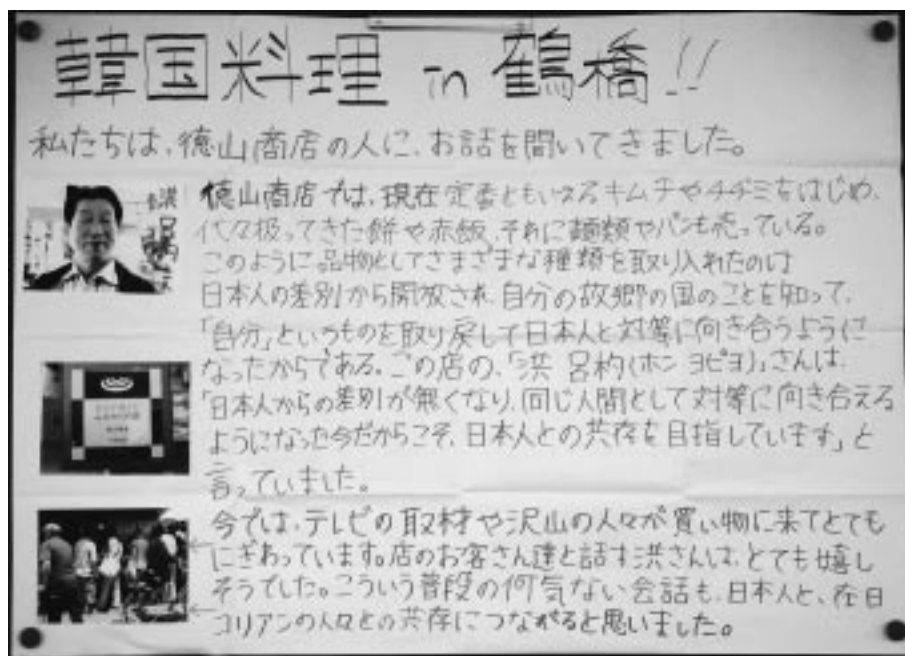 韓国料理 in 鶴橋!!
私たちは、徳山商店の人に、お話を聞いてきました。
徳山商店では、現在定番ともいえるキムチやチヂミをはじめ、
代々扱ってきた餅や赤飯、それに麺類やパンも売っている。
このように品物としてさまざまな種類を取り入れたのは
日本人の差別から開放され、自分の故郷の国のことを知って、
「自分」というものを取り戻して日本人と対等に向き合うように
なったからである。この店の、「洪 呂杓(ホン ヨピョ)」さんは、
「日本人からの差別が無くなり、同じ人間として対等に向き合える
ようになった今だからこそ、日本人との共存を目指しています」と
言っていました。
今では、テレビの取材や沢山の人々が買い物に来てとても
にぎわっています。店のお客さん達と話す洪さんは、とても嬉し
そうでした。こういう普段の何気ない会話も、日本人と、在日
コリアンの人々との共存につながると思いました。